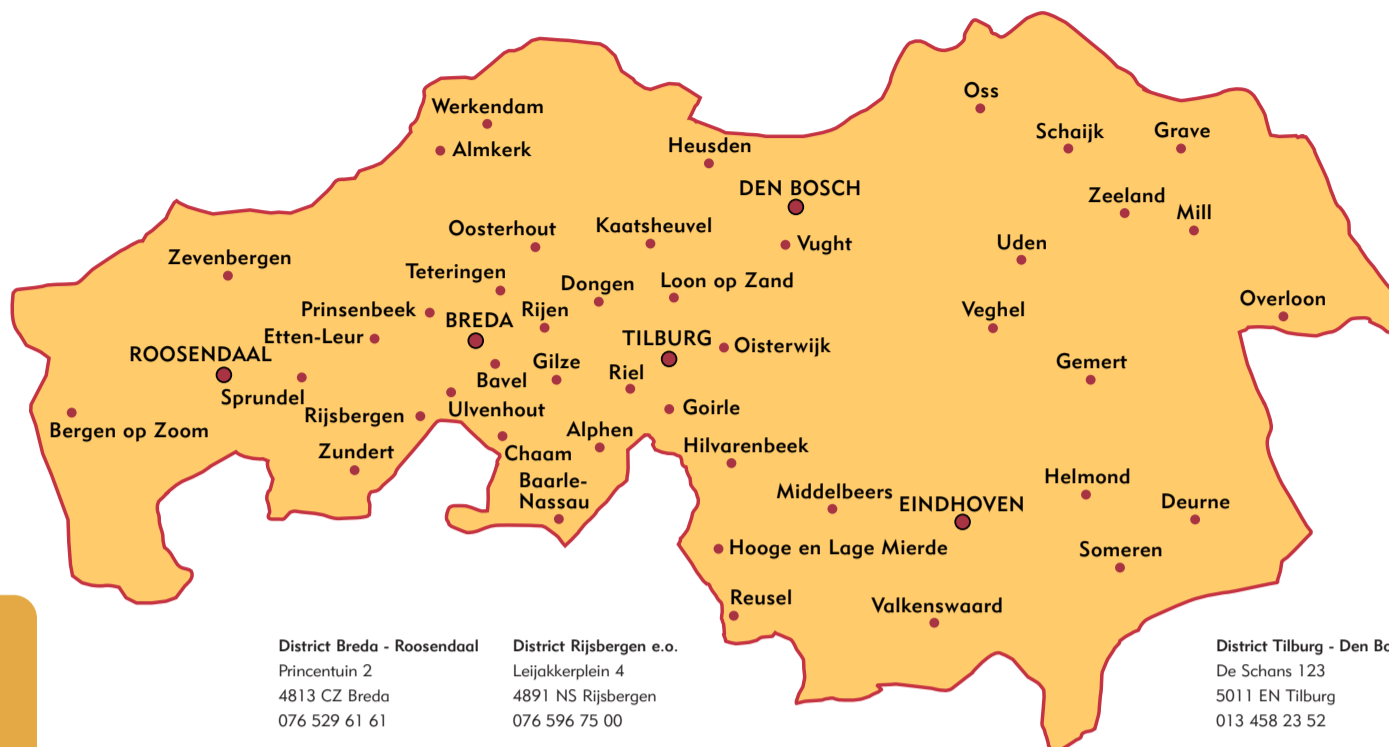 Oss
Werkendam
Schaijk
Grave
Almkerk
Heusden
DEN BOSCH
Zeeland
Mill
Oosterhout
Kaatsheuvel
Vught
Uden
Zevenbergen
Teteringen
Dongen
Loon op Zand
Prinsenbeek
BREDA
Rijen
Veghel
Overloon
Etten-Leur
TILBURG
Oisterwijk
ROOSENDAAL
Gilze
Riel
Gemert
Bavel
Sprundel
Rijsbergen
Ulvenhout
Goirle
Bergen op Zoom
Alphen
Zundert
Chaam
Hilvarenbeek
Baarle-
Nassau
Middelbeers
EINDHOVEN
Helmond
Deurne
Hooge en Lage Mierde
Someren
Reusel
Valkenswaard
District Breda - Roosendaal
Princentuin 2
4813 CZ Breda
076 529 61 61
District Rijsbergen e.o.
Leijakkerplein 4
4891 NS Rijsbergen
076 596 75 00
District Tilburg - Den Bo
De Schans 123
5011 EN Tilburg
013 458 23 52